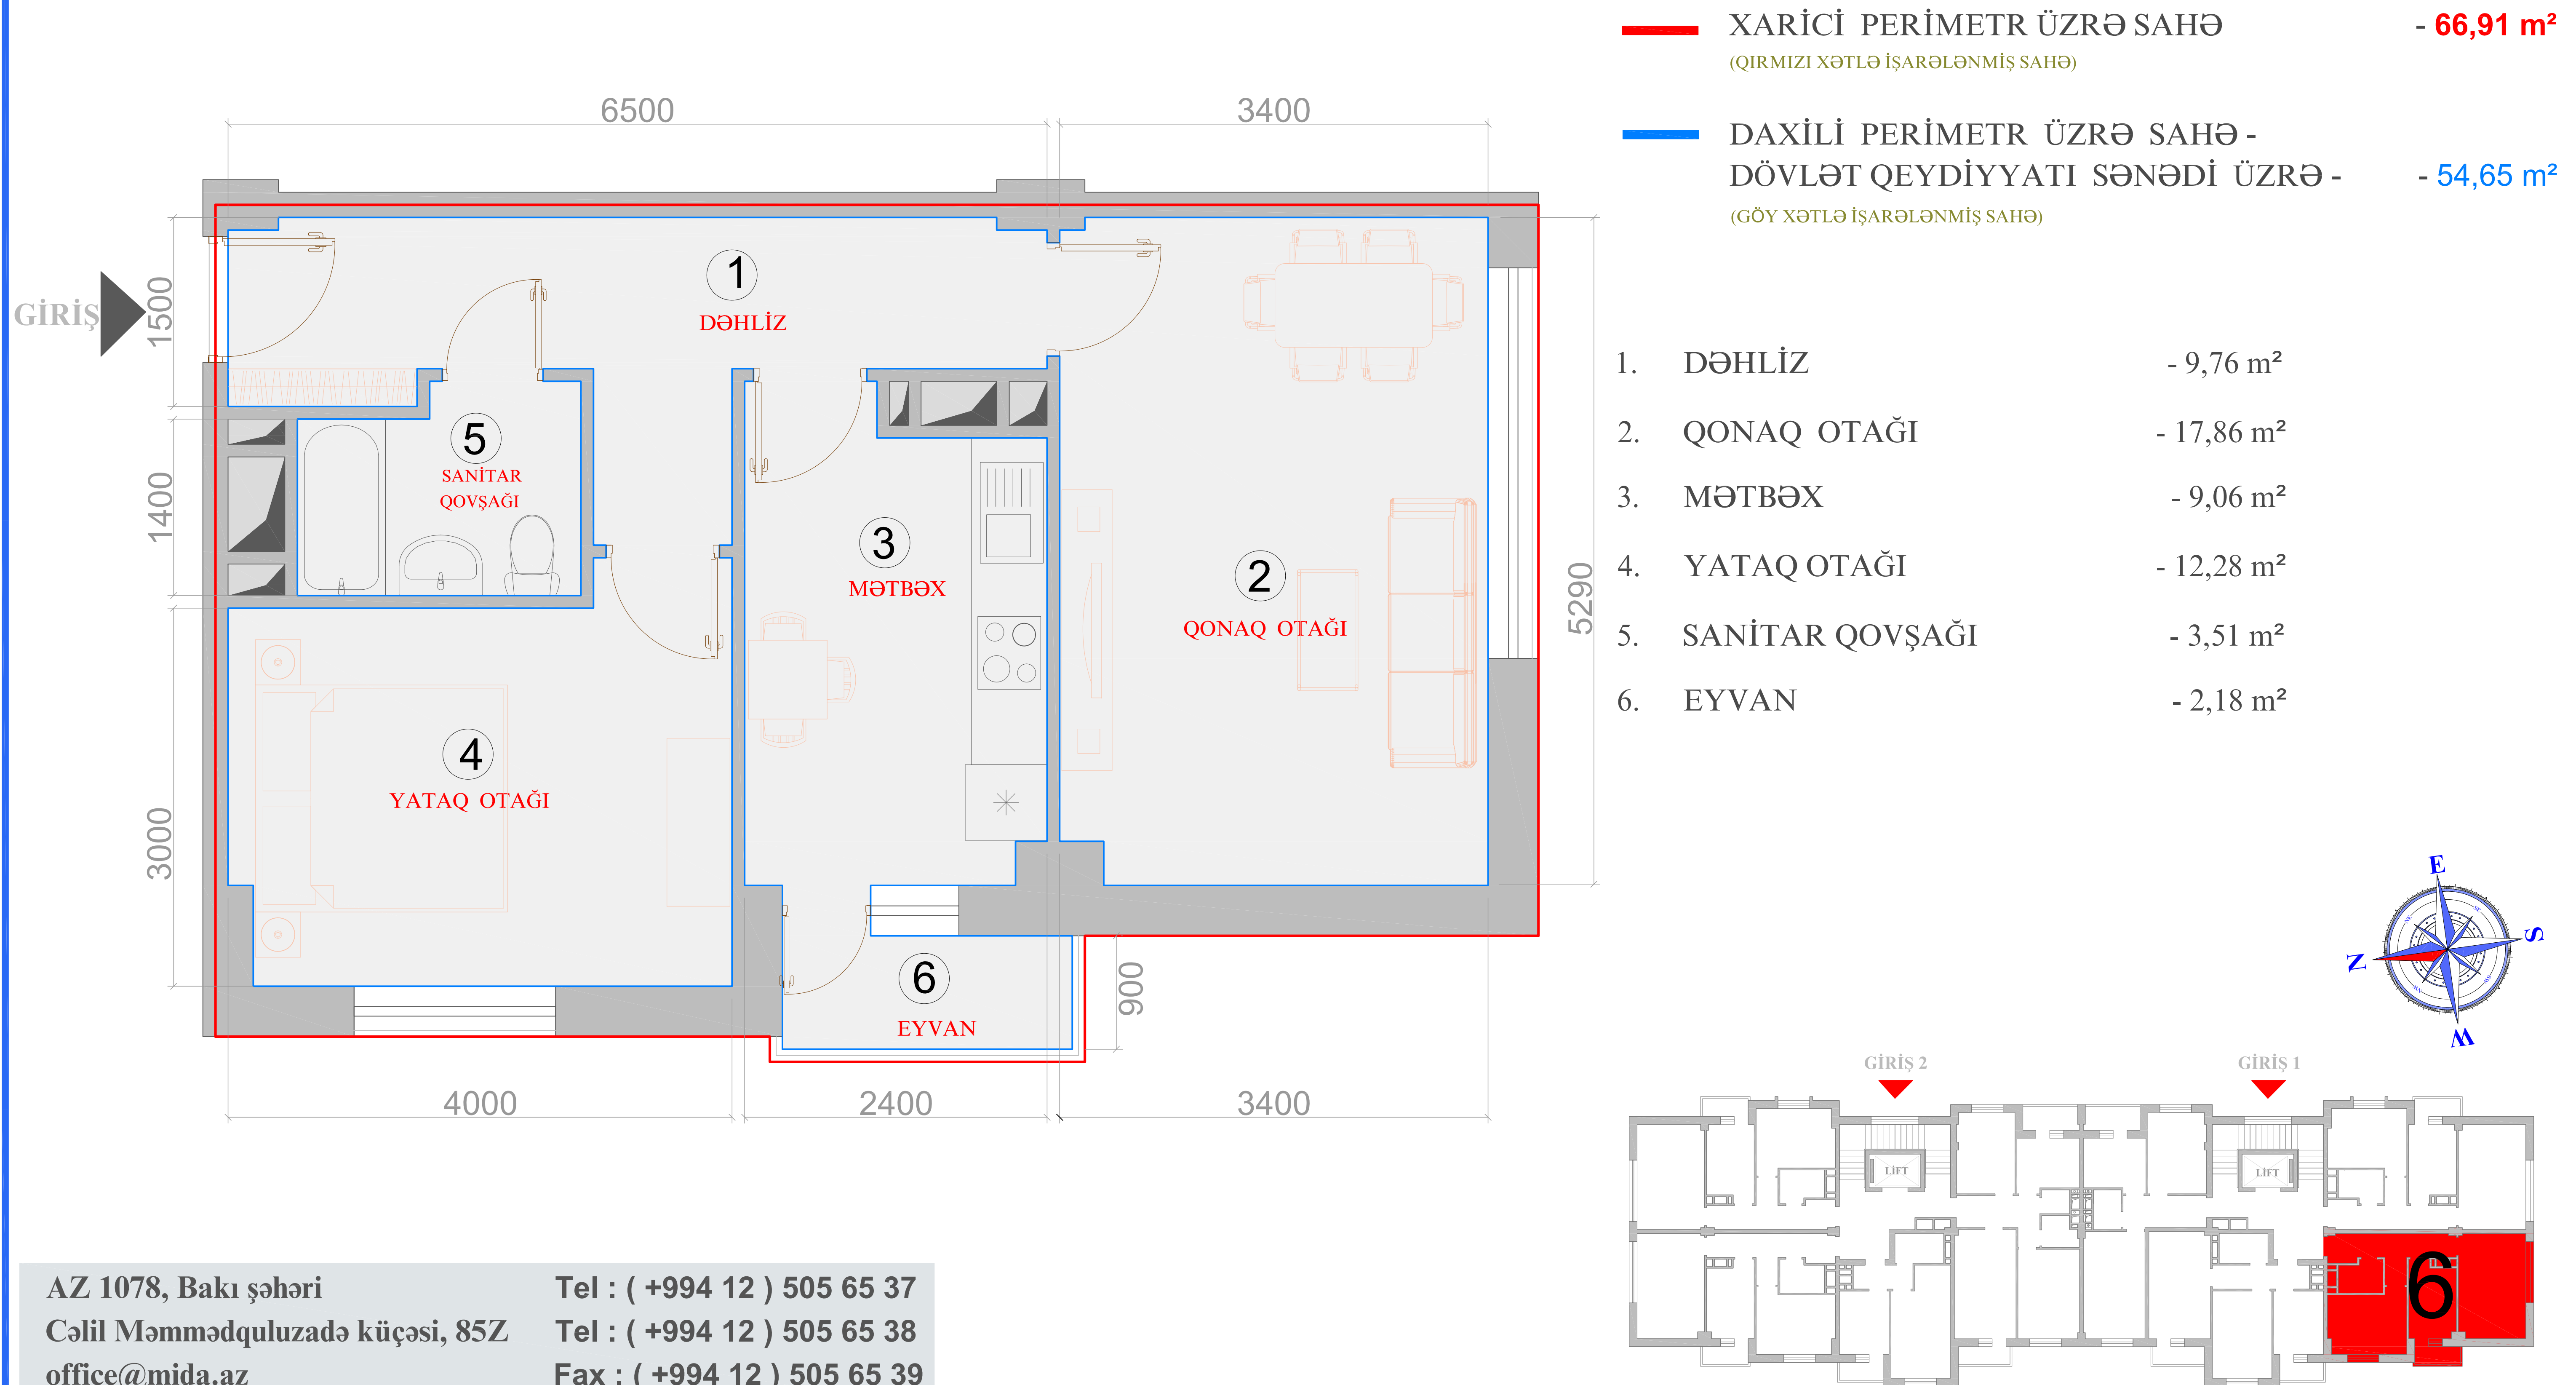 XARİCİ PERİMETR ÜZRƏ SAHƏ - 66,91 m²
(QIRMIZI XƏTLƏ İŞARƏLƏNMİŞ SAHƏ)
DAXİLİ PERİMETR ÜZRƏ SAHƏ -
DÖVLƏT QEYDİYYATI SƏNƏDİ ÜZRƏ - - 54,65 m²
(GÖY XƏTLƏ İŞARƏLƏNMİŞ SAHƏ)
6500
3400
GİRİŞ
1500
1400
3000
1
DƏHLİZ
5
SANİTAR
QOVŞAĞI
3
MƏTBƏX
2
QONAQ OTAĞI
4
YATAQ OTAĞI
6
EYVAN
5290
900
4000
2400
3400
1. DƏHLİZ - 9,76 m²
2. QONAQ OTAĞI - 17,86 m²
3. MƏTBƏX - 9,06 m²
4. YATAQ OTAĞI - 12,28 m²
5. SANİTAR QOVŞAĞI - 3,51 m²
6. EYVAN - 2,18 m²
E
S
N
W
GİRİŞ 2
GİRİŞ 1
LİFT
LİFT
6
AZ 1078, Bakı şəhəri Tel : ( +994 12 ) 505 65 37
Cəlil Məmmədquluzadə küçəsi, 85Z Tel : ( +994 12 ) 505 65 38
office@mida.az Fax : ( +994 12 ) 505 65 39